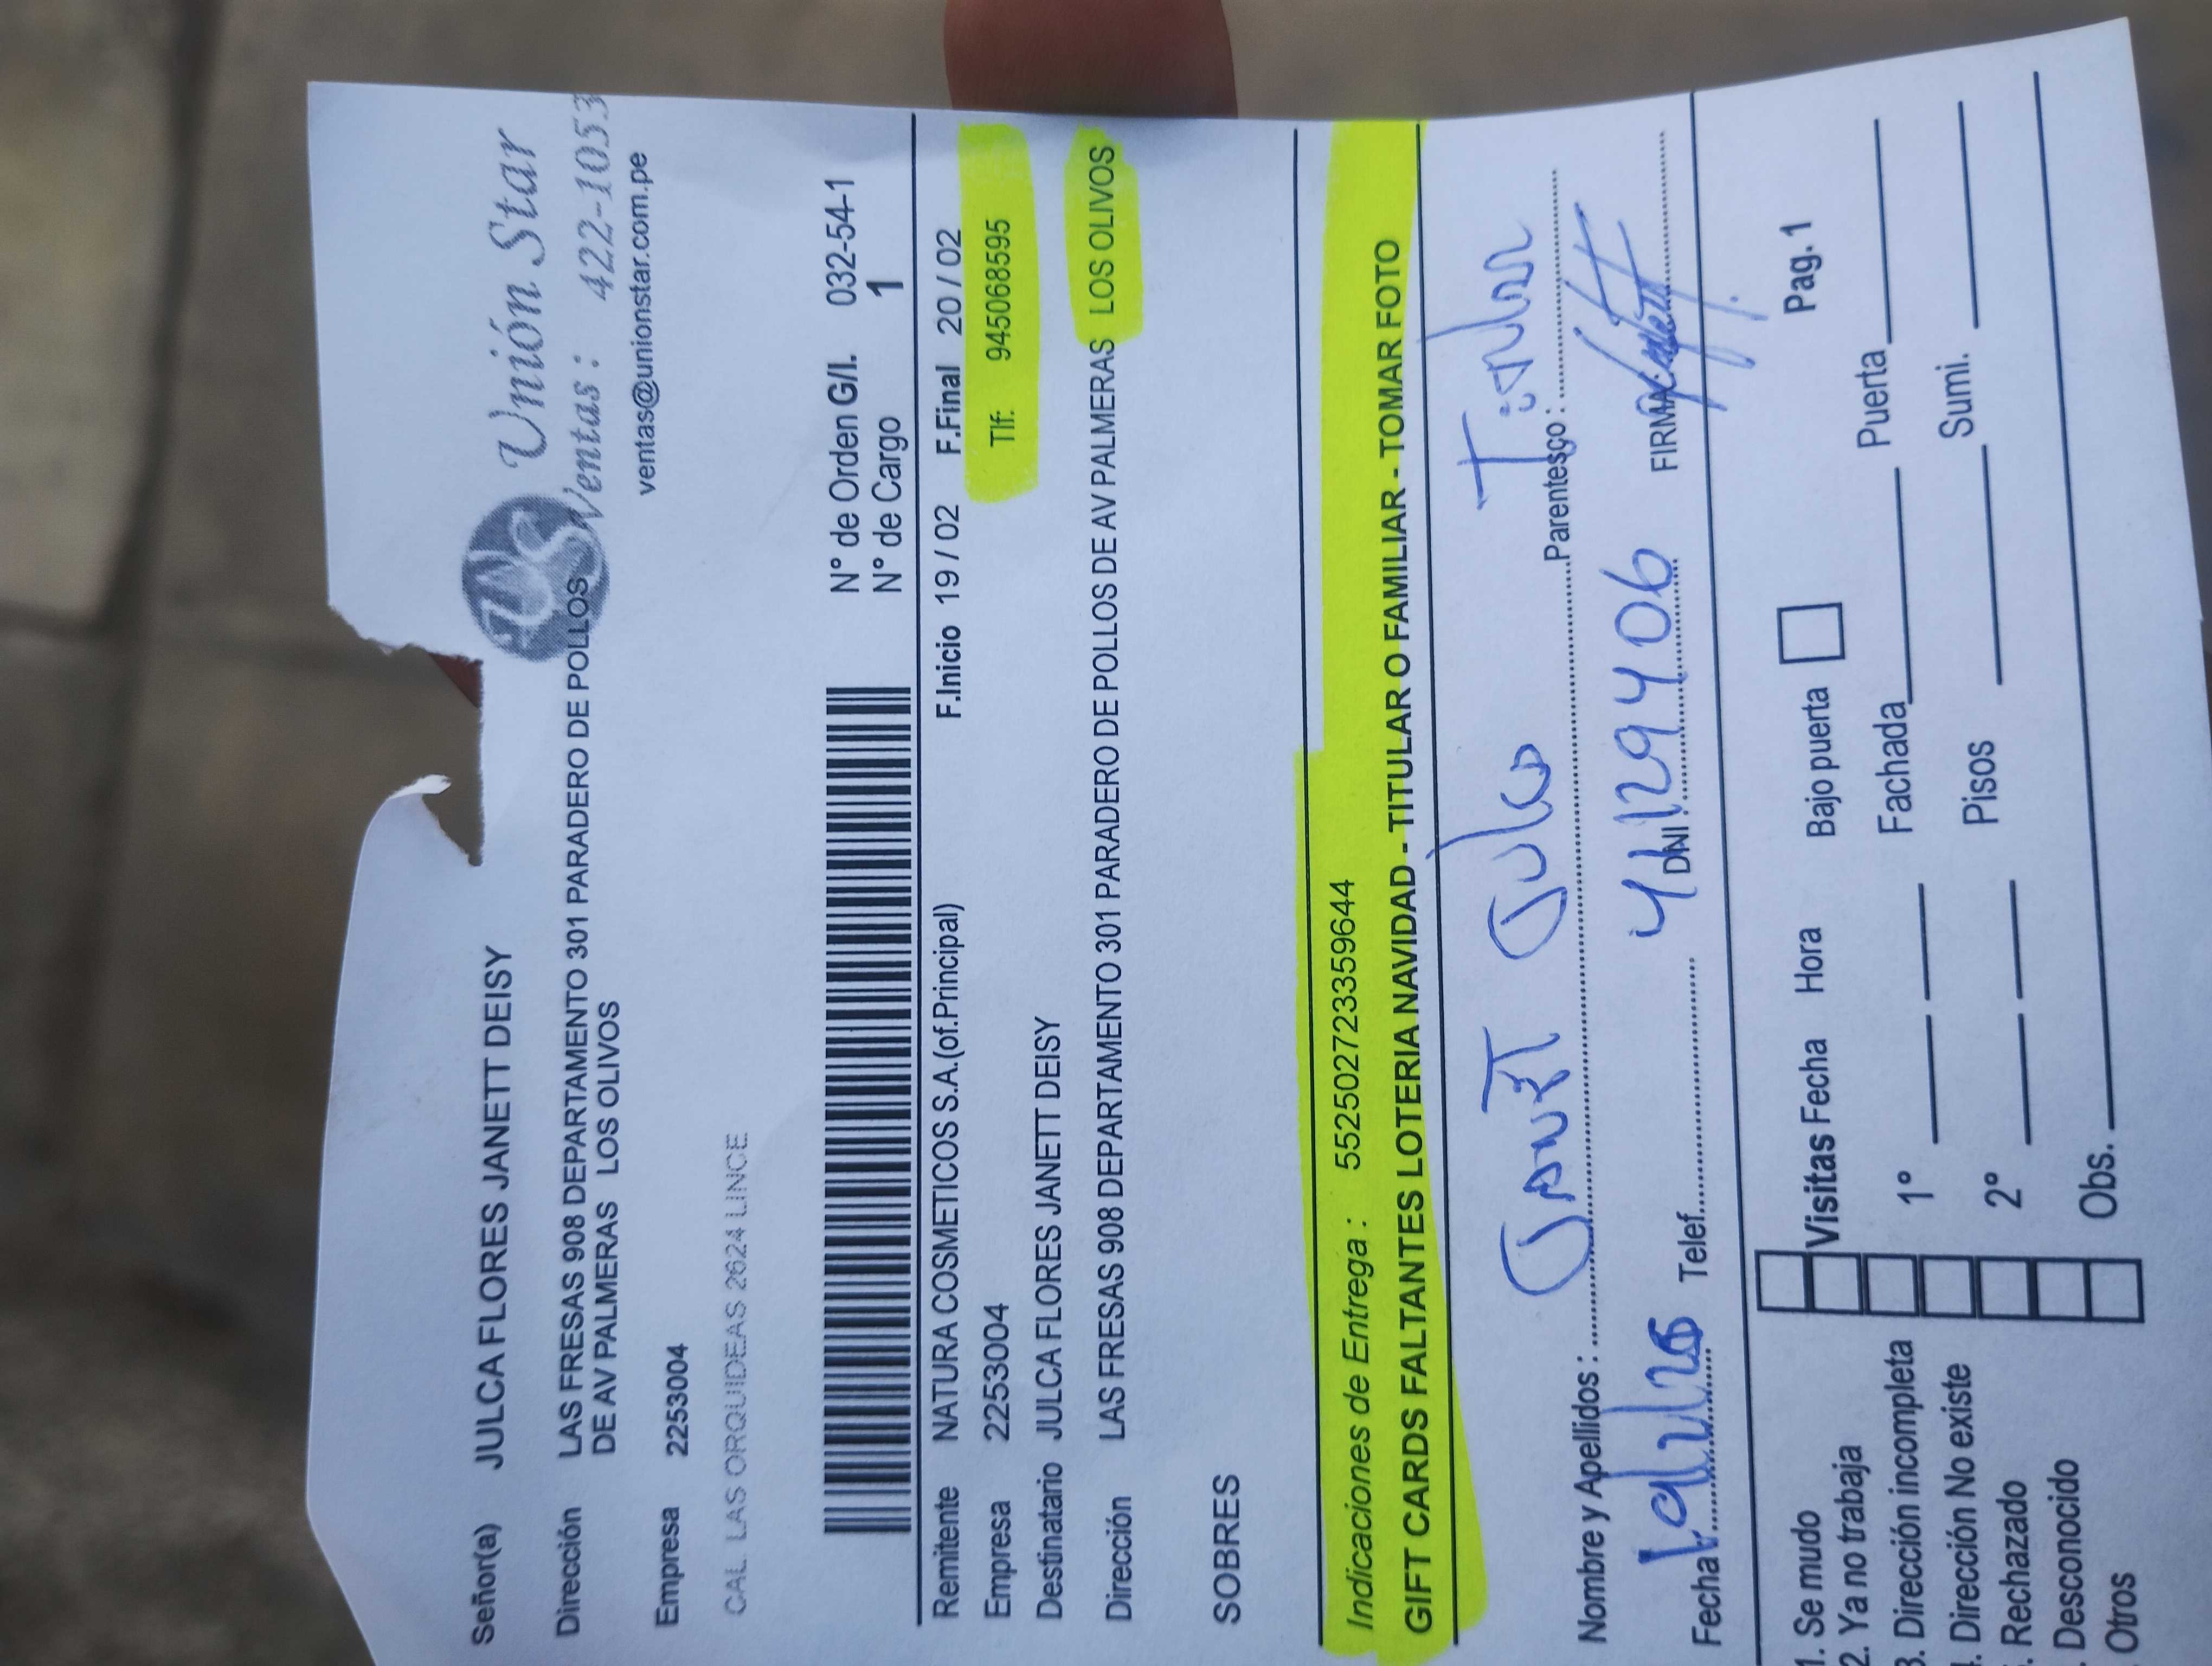 Unión Star
Ventas : 422-1053
ventas@unionstar.com.pe
Señor(a) JULCA FLORES JANETT DEISY
Dirección LAS FRESAS 908 DEPARTAMENTO 301 PARADERO DE POLLOS
DE AV PALMERAS LOS OLIVOS
Empresa 2253004
CAL. LAS ORQUIDEAS 2624 LINCE
N° de Orden G/I. 032-54-1
N° de Cargo 1
Remitente NATURA COSMETICOS S.A.(of.Principal) F.Inicio 19 / 02 F.Final 20 / 02
Empresa 2253004 Tlf: 945068595
Destinatario JULCA FLORES JANETT DEISY
Dirección LAS FRESAS 908 DEPARTAMENTO 301 PARADERO DE POLLOS DE AV PALMERAS LOS OLIVOS
SOBRES
Indicaciones de Entrega : 5525027233359644
GIFT CARDS FALTANTES LOTERIA NAVIDAD - TITULAR O FAMILIAR - TOMAR FOTO
Nombre y Apellidos : Janet Julca Parentesco : Titular
Fecha Telef. DNI 41129406 FIRMA
Visitas Fecha Hora Bajo puerta Pag. 1
1° Fachada Puerta
2° Pisos Sumi.
Obs.
1. Se mudo
2. Ya no trabaja
3. Dirección incompleta
. Dirección No existe
. Rechazado
. Desconocido
Otros